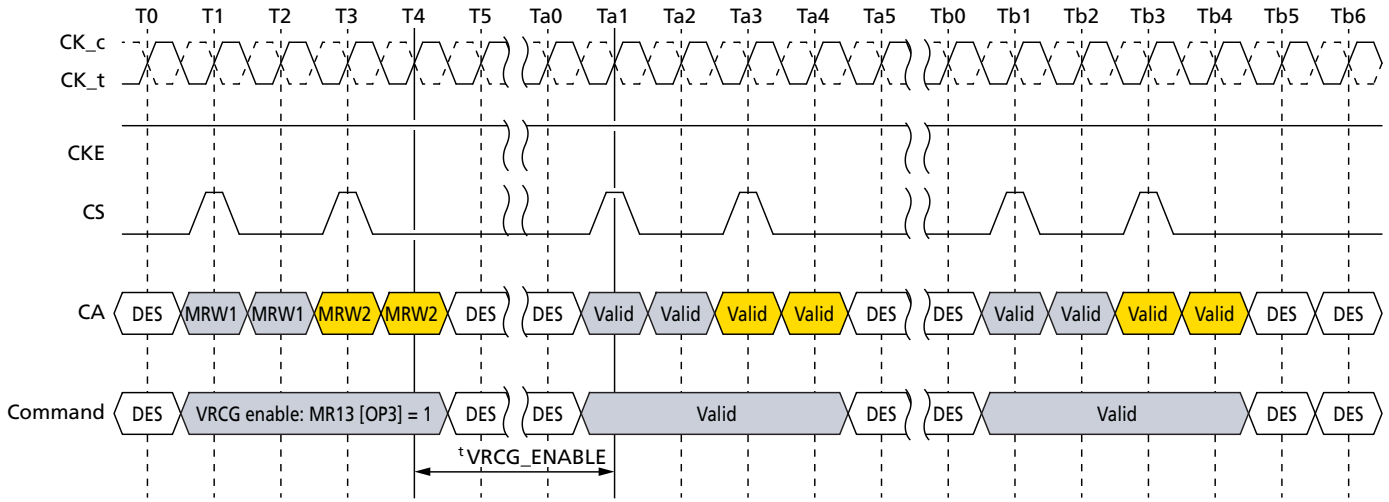 T0 T1 T2 T3 T4 T5 Ta0 Ta1 Ta2 Ta3 Ta4 Ta5 Tb0 Tb1 Tb2 Tb3 Tb4 Tb5 Tb6
CK_c
CK_t
CKE
CS
CA DES MRW1 MRW1 MRW2 MRW2 DES DES Valid Valid Valid Valid DES DES Valid Valid Valid Valid DES DES
Command DES VRCG enable: MR13 [OP3] = 1 DES DES Valid DES DES Valid DES DES
tVRCG_ENABLE